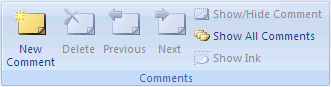 New Comment
Delete
Previous
Next
Show/Hide Comment
Show All Comments
Show Ink
Comments